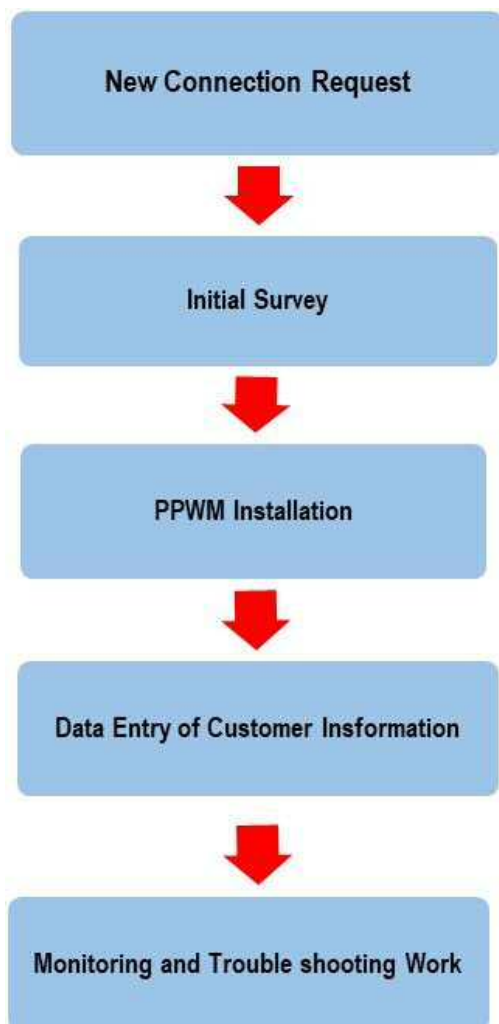 New Connection Request
Initial Survey
PPWM Installation
Data Entry of Customer Insformation
Monitoring and Trouble shooting Work